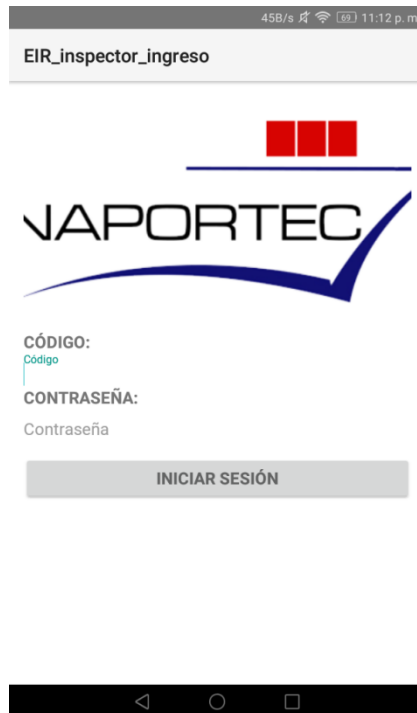 45B/s 69 11:12 p. m
EIR_inspector_ingreso
NAPORTEC
CÓDIGO:
Código
CONTRASEÑA:
Contraseña
INICIAR SESIÓN